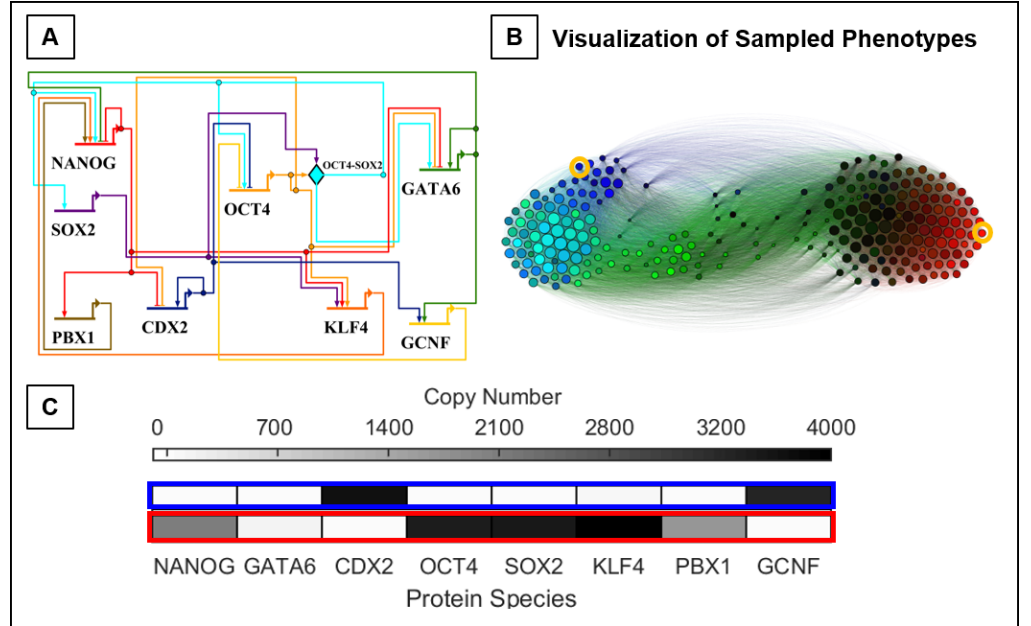 A
B Visualization of Sampled Phenotypes
NANOG
OCT4-SOX2
GATA6
OCT4
SOX2
PBX1
CDX2
KLF4
GCNF
C
Copy Number
0 700 1400 2100 2800 3200 4000
NANOG GATA6 CDX2 OCT4 SOX2 KLF4 PBX1 GCNF
Protein Species